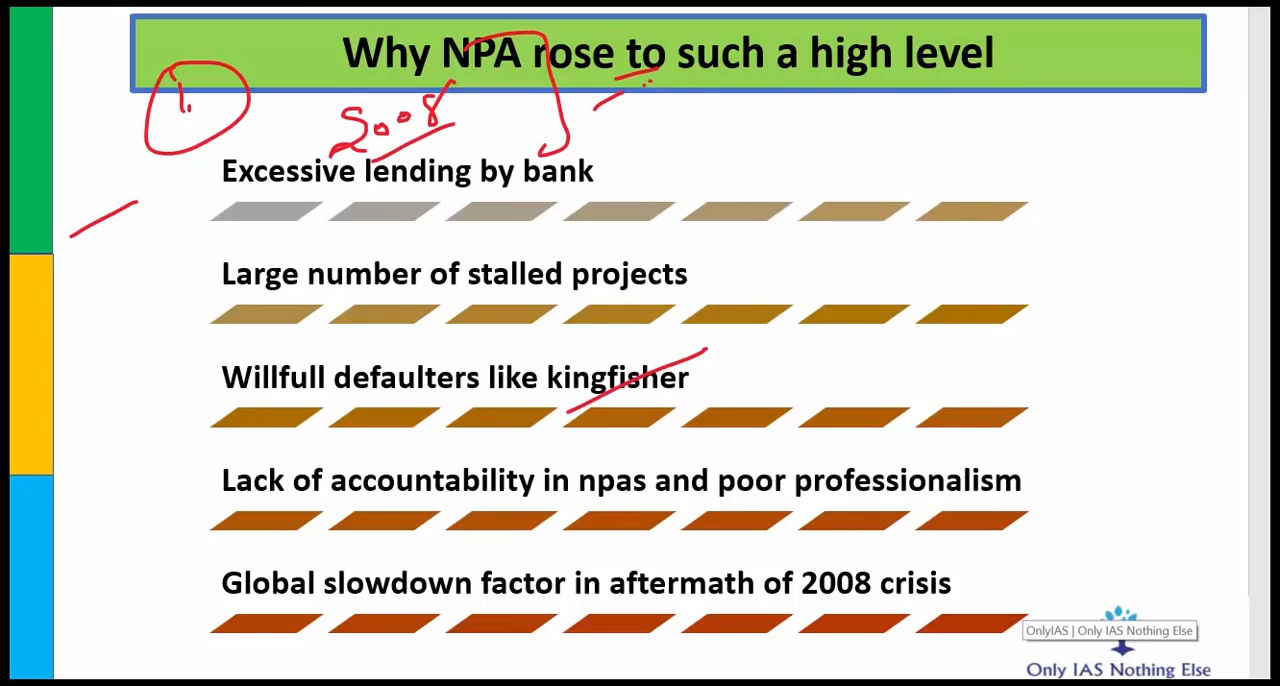 Why NPA rose to such a high level
1.
2008
Excessive lending by bank
Large number of stalled projects
Willfull defaulters like kingfisher
Lack of accountability in npas and poor professionalism
Global slowdown factor in aftermath of 2008 crisis
OnlyIAS | Only IAS Nothing Else
Only IAS Nothing Else